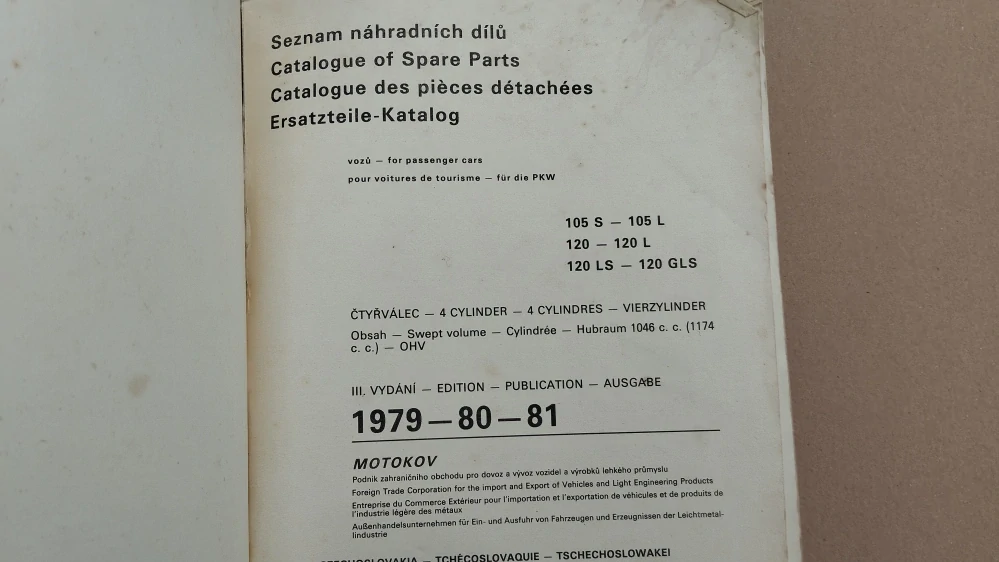 Seznam náhradních dílů
Catalogue of Spare Parts
Catalogue des pièces détachées
Ersatzteile-Katalog
vozů — for passenger cars
pour voitures de tourisme — für die PKW
105 S — 105 L
120 — 120 L
120 LS — 120 GLS
ČTYŘVÁLEC — 4 CYLINDER — 4 CYLINDRES — VIERZYLINDER
Obsah — Swept volume — Cylindrée — Hubraum 1046 c. c. (1174
c. c.) — OHV
III. VYDÁNÍ — EDITION — PUBLICATION — AUSGABE
1979—80—81
MOTOKOV
Podnik zahraničního obchodu pro dovoz a vývoz vozidel a výrobků lehkého průmyslu
Foreign Trade Corporation for the import and Export of Vehicles and Light Engineering Products
Entreprise du Commerce Extérieur pour l'importation et l'exportation de véhicules et de produits de
l'industrie légère des métaux
Außenhandelsunternehmen für Ein- und Ausfuhr von Fahrzeugen und Erzeugnissen der Leichtmetal-
lindustrie
— TCHÉCOSLOVAQUIE — TSCHECHOSLOWAKEI